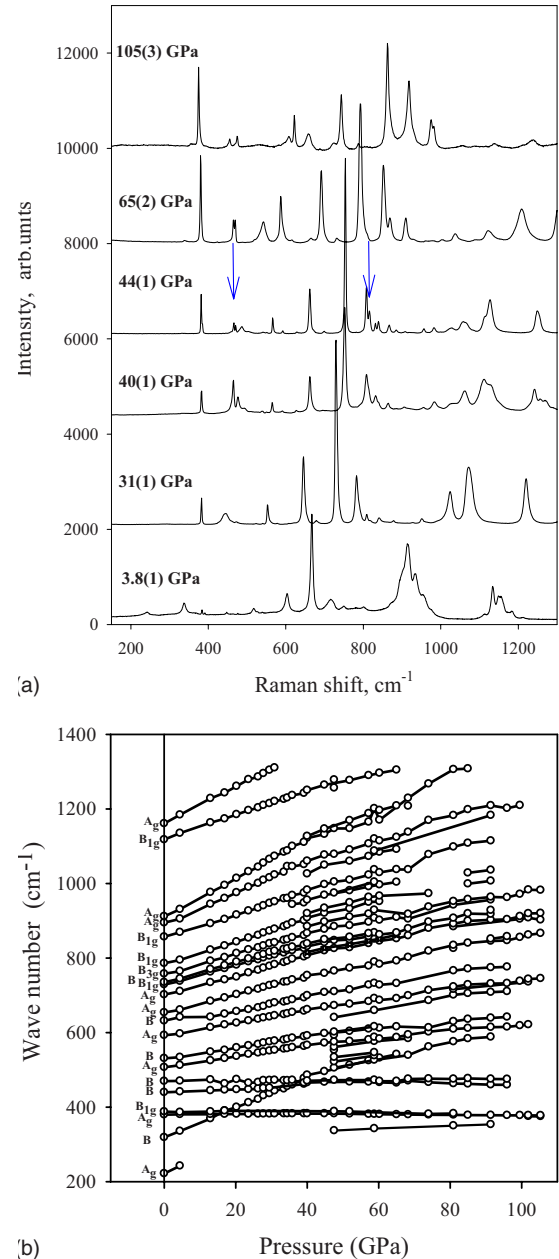 12000
10000
8000
6000
4000
2000
0
Intensity, arb.units
105(3) GPa
65(2) GPa
44(1) GPa
40(1) GPa
31(1) GPa
3.8(1) GPa
200 400 600 800 1000 1200
Raman shift, cm-1
(a)
1400
1200
1000
800
600
400
200
Wave number (cm-1)
Ag
B1g
Ag
Ag
B1g
B1g
B3g
B B1g
Ag
Ag
B
Ag
B
Ag
B
B
B1g
Ag
B
Ag
0 20 40 60 80 100
Pressure (GPa)
(b)